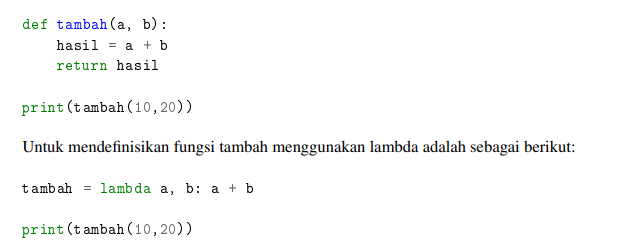 def tambah(a, b):
    hasil = a + b
    return hasil

print(tambah(10,20))

Untuk mendefinisikan fungsi tambah menggunakan lambda adalah sebagai berikut:

tambah = lambda a, b: a + b

print(tambah(10,20))